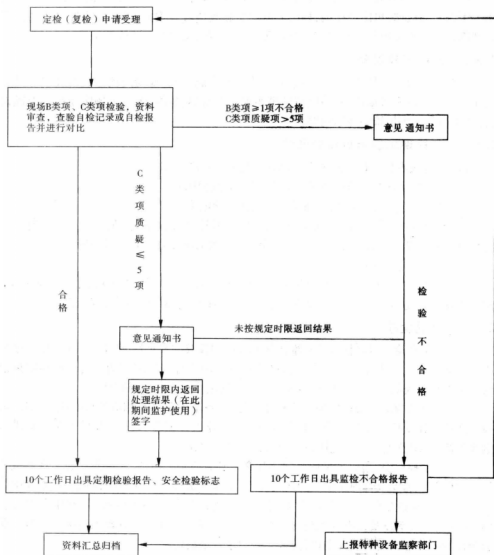 定检（复检）申请受理
现场B类项、C类项检验，资料
审查，查验自检记录或自检报
告并进行对比
B类项≥1项不合格
C类项质疑项>5项
意见 通知书
C
类
项
质
疑
≤
5
项
合
格
检
验
不
合
格
未按规定时限返回结果
意见通知书
规定时限内返回
处理结果（在此
期间监护使用）
签字
10个工作日出具定期检验报告、安全检验标志
10个工作日出具监检不合格报告
资料汇总归档
上报特种设备监察部门